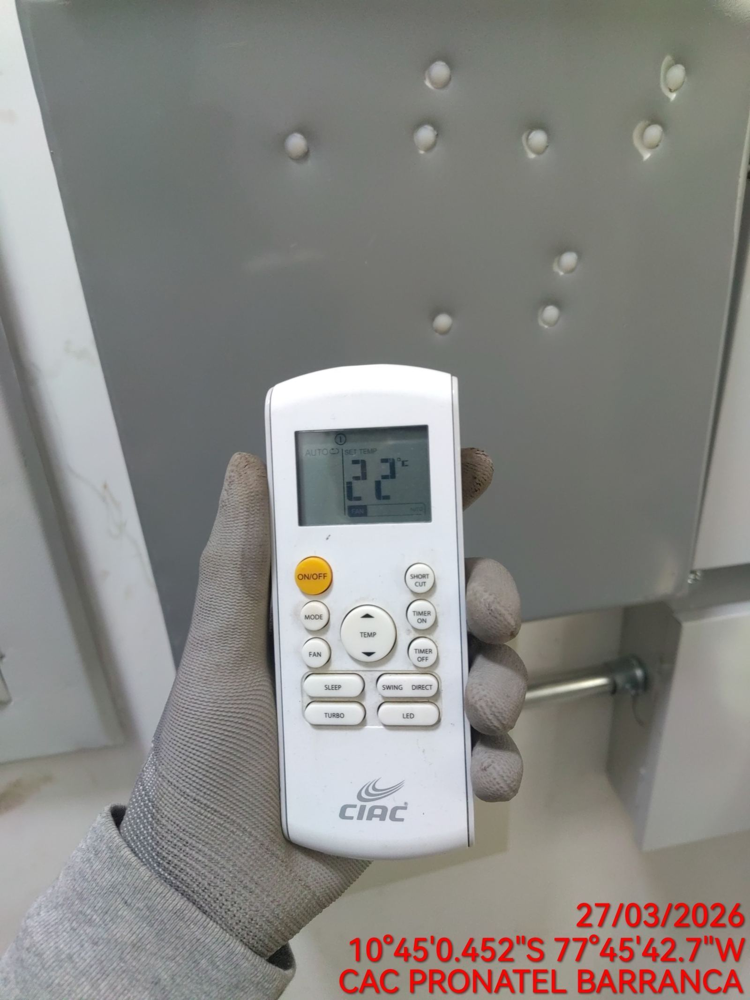 AUTO SET TEMP
22°C
FAN AUTO
ON/OFF
SHORT
CUT
MODE
TIMER
ON
TEMP
FAN
TIMER
OFF
SLEEP
SWING DIRECT
TURBO
LED
CIAC®
27/03/2026
10°45'0.452"S 77°45'42.7"W
CAC PRONATEL BARRANCA